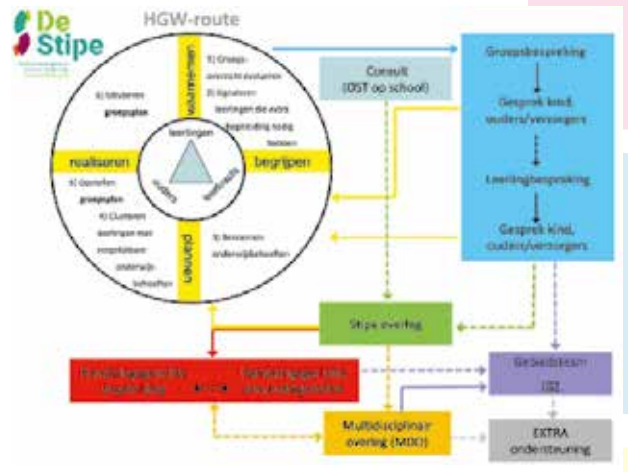 De
Stipe
HGW-route
waarnemen
1) Groeps-
overzicht evalueren
2) Signaleren
leerlingen die extra
begeleiding nodig
hebben
begrijpen
3) Benoemen
onderwijsbehoeften
plannen
4) Clusteren
leerlingen met
vergelijkbare
onderwijs-
behoeften
5) Opstellen
groepsplan
realiseren
6) Uitvoeren
groepsplan
leerlingen
ouders
leerkracht
Consult
(OST op school)
Groepsbespreking
Gesprek kind,
ouders/verzorgers
Leerlingbespreking
Gesprek kind,
ouders/verzorgers
Stipe overleg
Gebiedsteam
Multidisciplinair
overleg (MDO)
EXTRA
ondersteuning